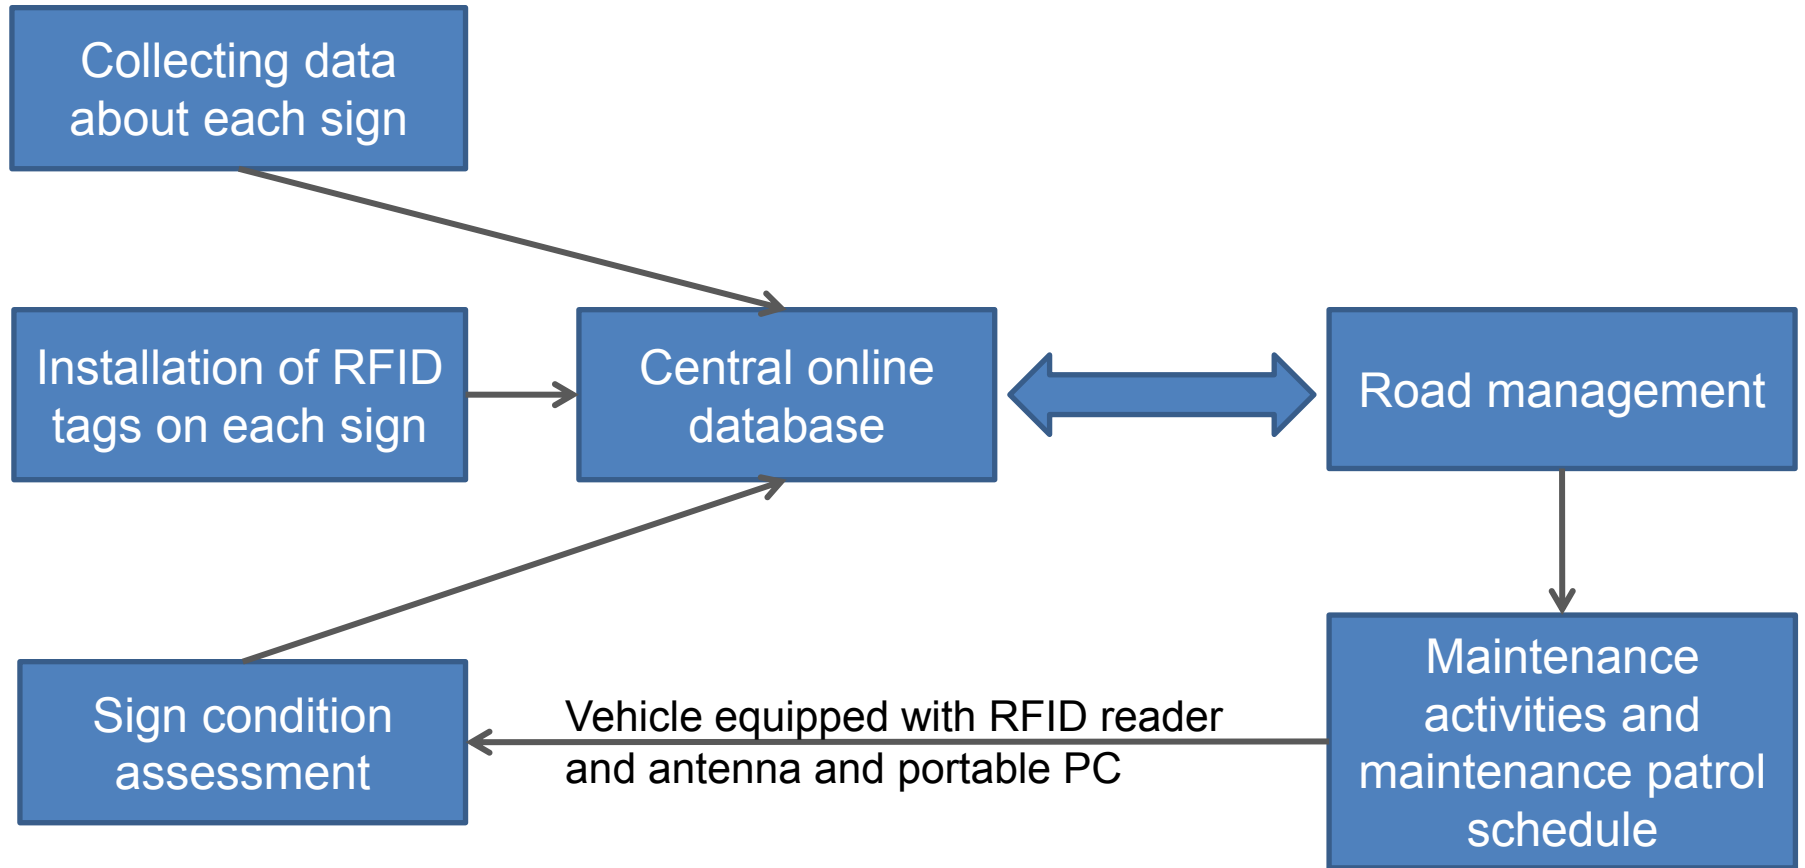 Collecting data
about each sign
Installation of RFID
tags on each sign
Central online
database
Road management
Sign condition
assessment
Vehicle equipped with RFID reader
and antenna and portable PC
Maintenance
activities and
maintenance patrol
schedule